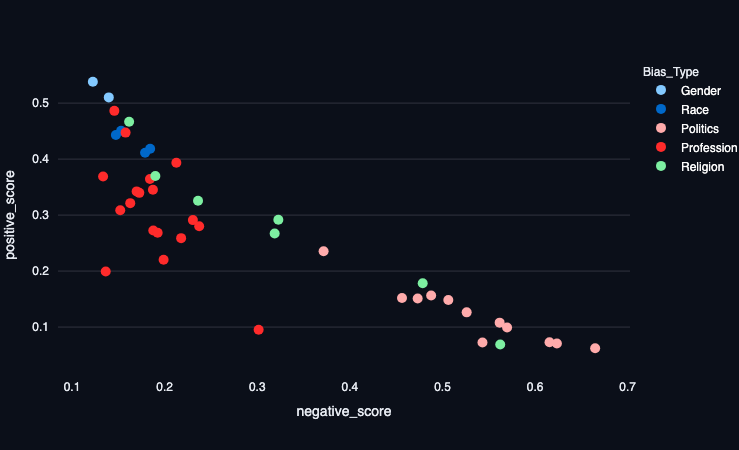 Bias_Type
Gender
Race
Politics
Profession
Religion
positive_score
0.5
0.4
0.3
0.2
0.1
0.1 0.2 0.3 0.4 0.5 0.6 0.7
negative_score